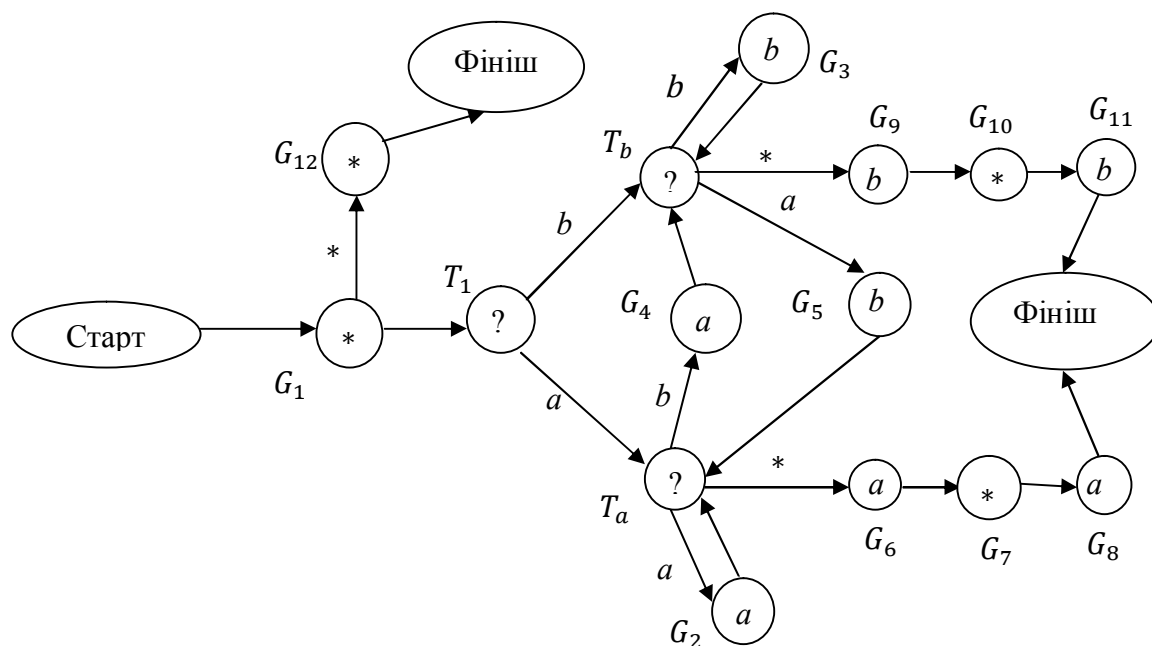 Фініш
b
G₃
b
G₁₂
*
T_b
?
*
G₉
b
G₁₀
*
G₁₁
b
a
b
*
T₁
?
G₄
a
G₅
b
Фініш
Старт
*
G₁
a
b
*
?
T_a
a
G₆
*
G₇
a
G₈
a
a
G₂